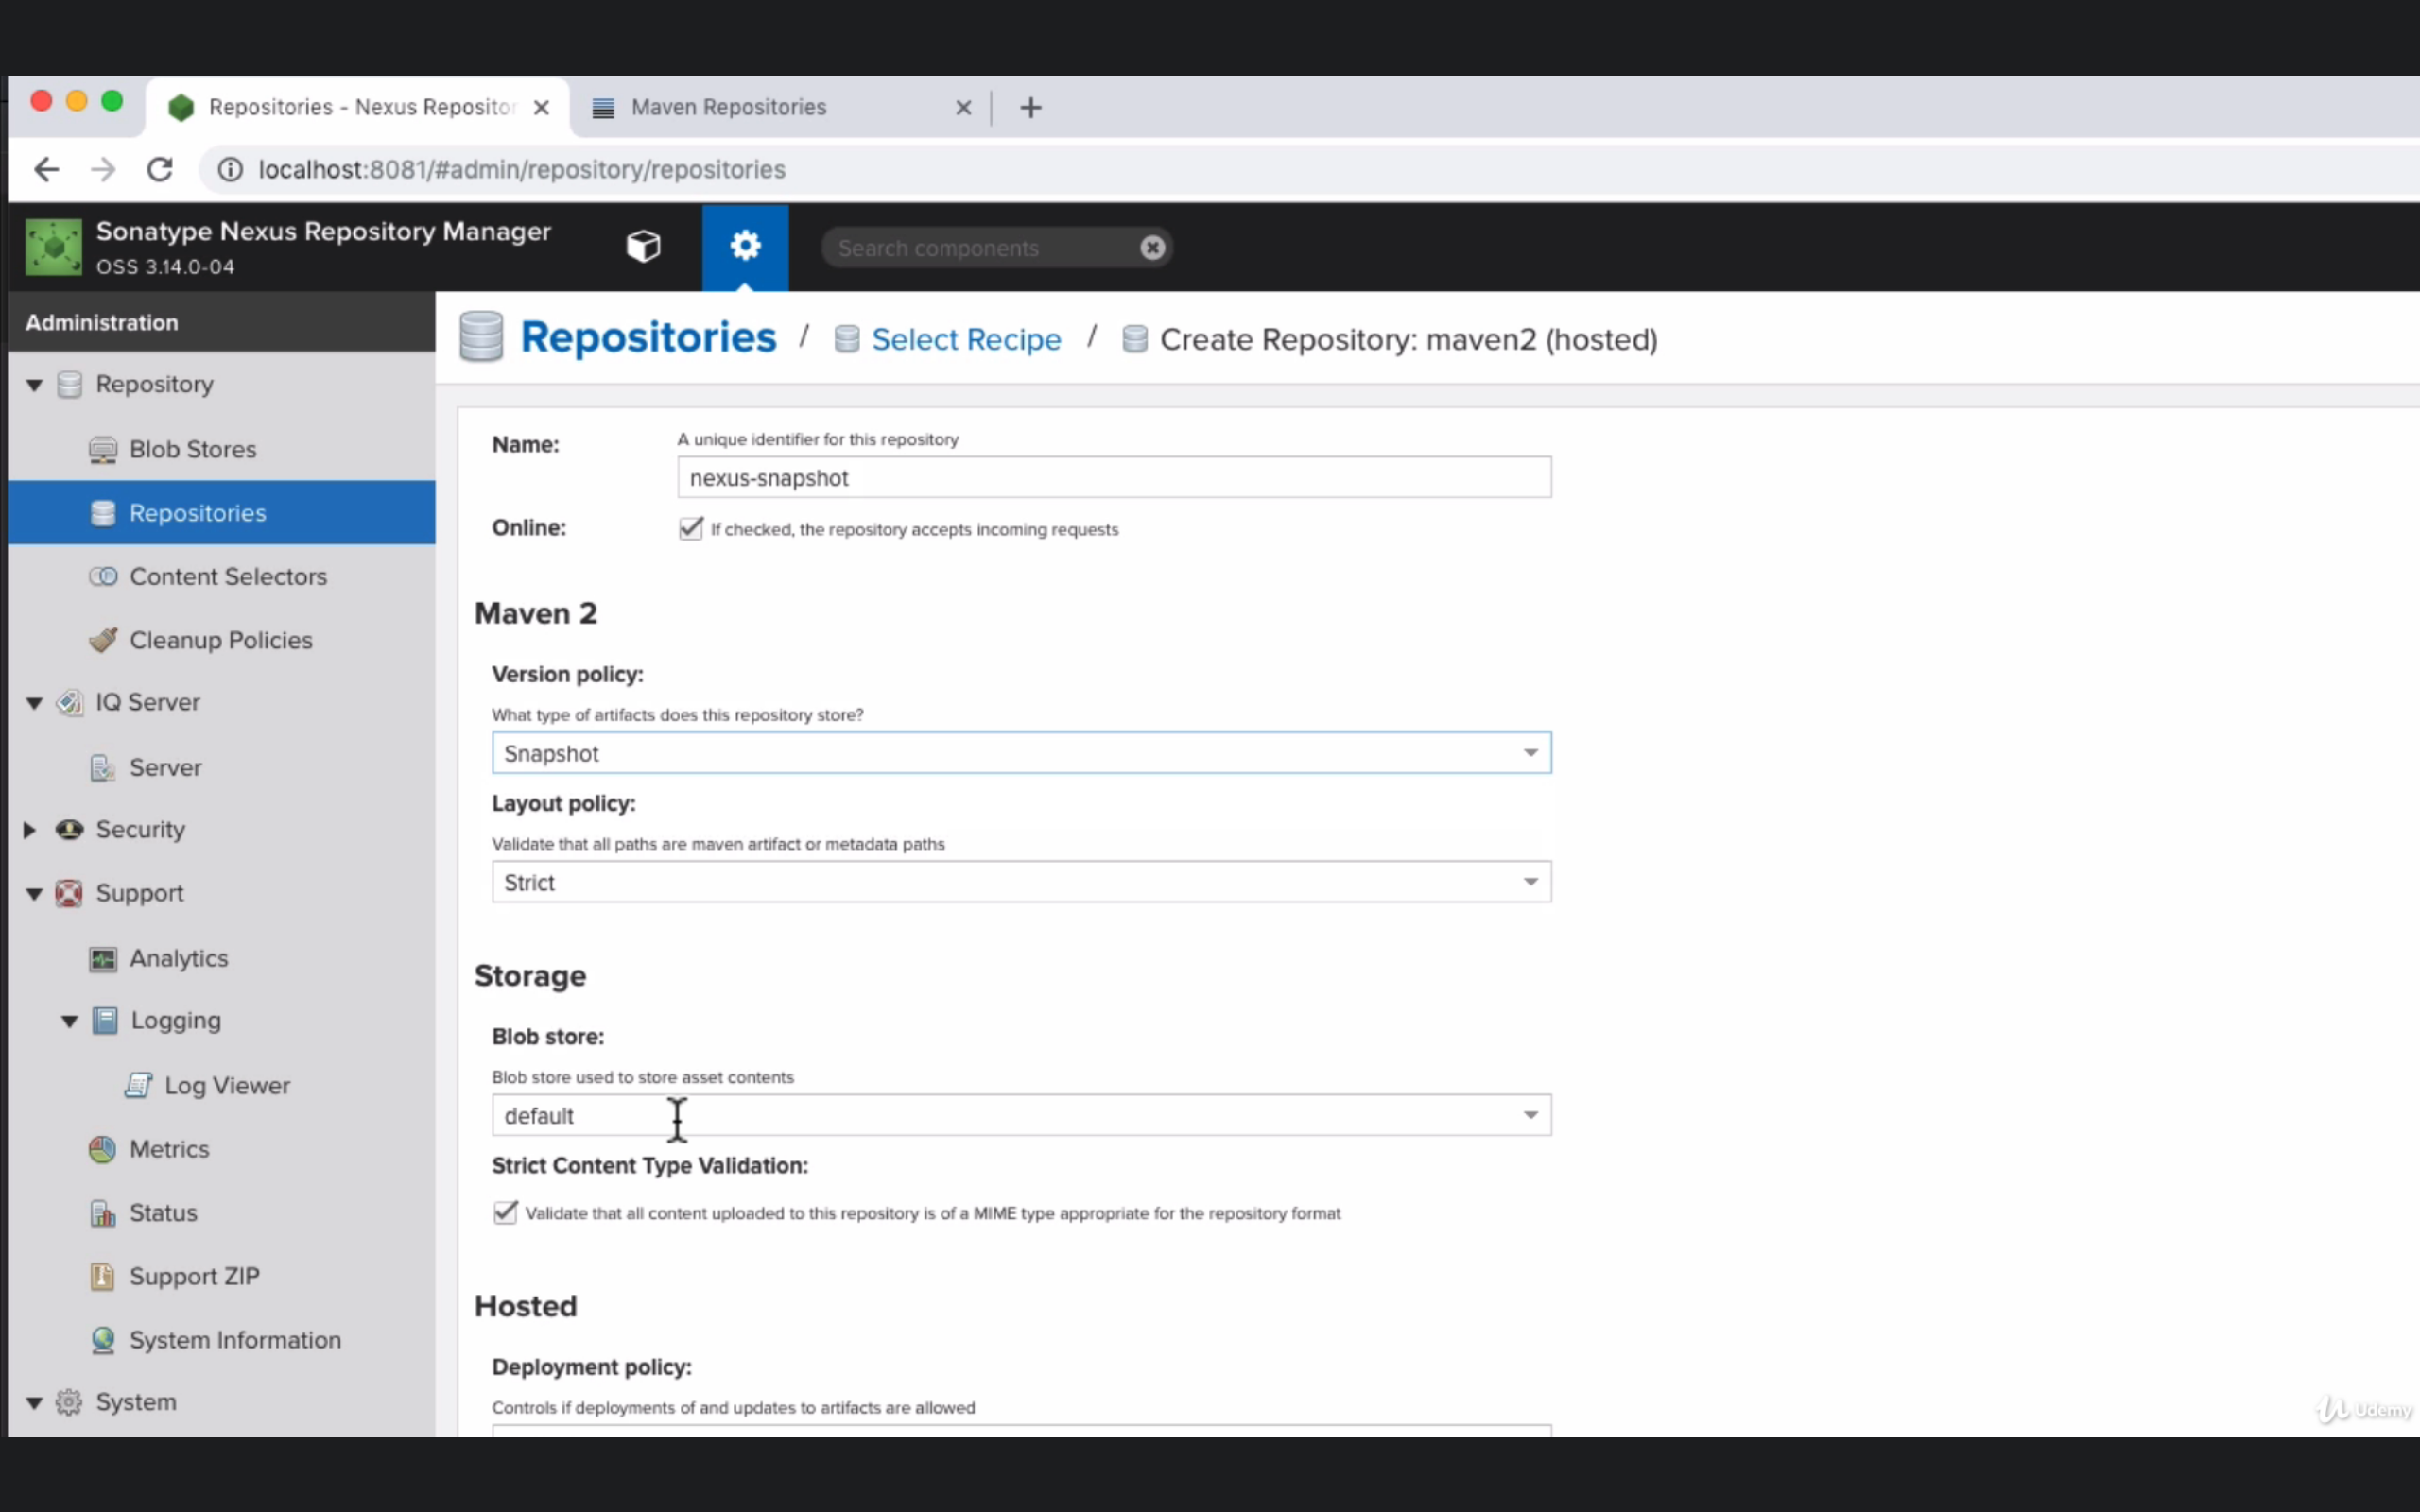 Repositories - Nexus Repositor
Maven Repositories
localhost:8081/#admin/repository/repositories
Sonatype Nexus Repository Manager
OSS 3.14.0-04
Search components
Administration
Repositories / Select Recipe / Create Repository: maven2 (hosted)
Repository
Blob Stores
Repositories
Content Selectors
Cleanup Policies
IQ Server
Server
Security
Support
Analytics
Logging
Log Viewer
Metrics
Status
Support ZIP
System Information
System
Name:
A unique identifier for this repository
nexus-snapshot
Online:
If checked, the repository accepts incoming requests
Maven 2
Version policy:
What type of artifacts does this repository store?
Snapshot
Layout policy:
Validate that all paths are maven artifact or metadata paths
Strict
Storage
Blob store:
Blob store used to store asset contents
default
Strict Content Type Validation:
Validate that all content uploaded to this repository is of a MIME type appropriate for the repository format
Hosted
Deployment policy:
Controls if deployments of and updates to artifacts are allowed
Udemy